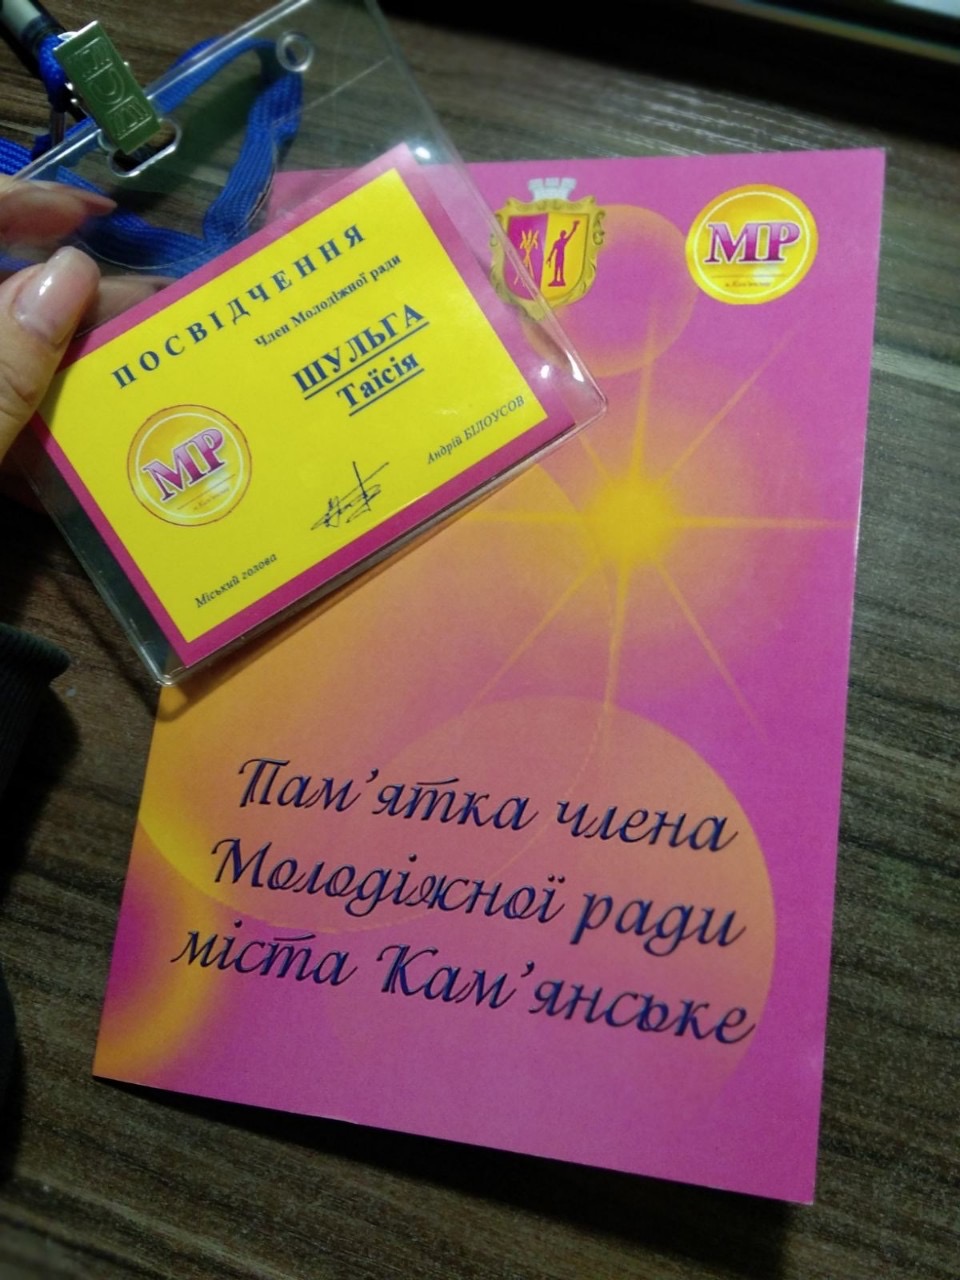 ПОСВІДЧЕННЯ
Член Молодіжної ради
ШУЛЬГА
Таїсія
МР
Міський голова
Андрій БІЛОУСОВ
МР
Пам'ятка члена
Молодіжної ради
міста Кам'янське